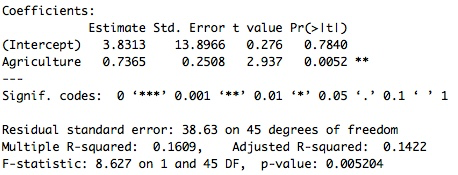 Coefficients:
            Estimate Std. Error t value Pr(>|t|)
(Intercept)   3.8313    13.8966   0.276   0.7840
Agriculture   0.7365     0.2508   2.937   0.0052 **
---
Signif. codes:  0 ‘***’ 0.001 ‘**’ 0.01 ‘*’ 0.05 ‘.’ 0.1 ‘ ’ 1
Residual standard error: 38.63 on 45 degrees of freedom
Multiple R-squared:  0.1609,    Adjusted R-squared:  0.1422
F-statistic: 8.627 on 1 and 45 DF,  p-value: 0.005204